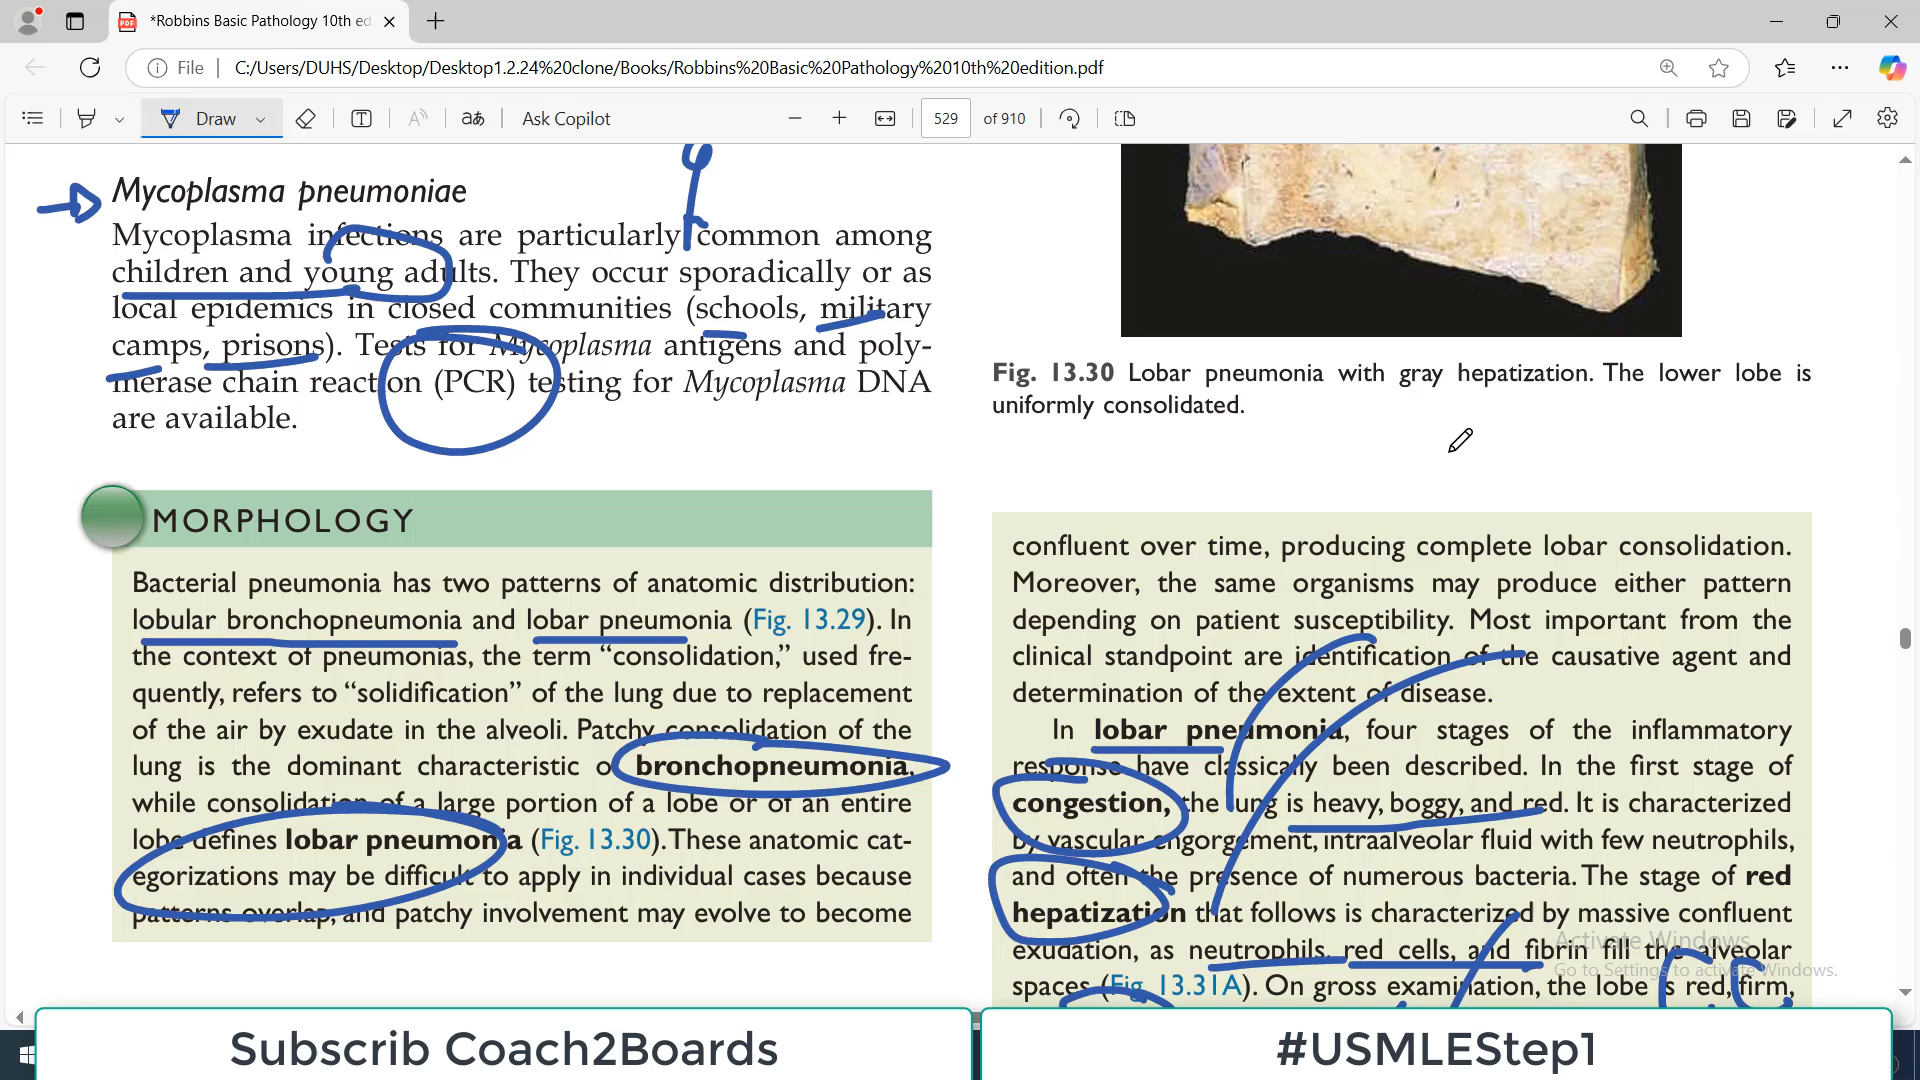 *Robbins Basic Pathology 10th ed
File
C:/Users/DUHS/Desktop/Desktop1.2.24%20clone/Books/Robbins%20Basic%20Pathology%2010th%20edition.pdf
Draw
aあ
Ask Copilot
529 of 910
Mycoplasma pneumoniae
Mycoplasma infections are particularly common among
children and young adults. They occur sporadically or as
local epidemics in closed communities (schools, military
camps, prisons). Tests for Mycoplasma antigens and poly-
merase chain reaction (PCR) testing for Mycoplasma DNA
are available.
MORPHOLOGY
Bacterial pneumonia has two patterns of anatomic distribution:
lobular bronchopneumonia and lobar pneumonia (Fig. 13.29). In
the context of pneumonias, the term “consolidation,” used fre-
quently, refers to “solidification” of the lung due to replacement
of the air by exudate in the alveoli. Patchy consolidation of the
lung is the dominant characteristic of bronchopneumonia,
while consolidation of a large portion of a lobe or of an entire
lobe defines lobar pneumonia (Fig. 13.30). These anatomic cat-
egorizations may be difficult to apply in individual cases because
patterns overlap, and patchy involvement may evolve to become
Fig. 13.30 Lobar pneumonia with gray hepatization. The lower lobe is
uniformly consolidated.
confluent over time, producing complete lobar consolidation.
Moreover, the same organisms may produce either pattern
depending on patient susceptibility. Most important from the
clinical standpoint are identification of the causative agent and
determination of the extent of disease.
In lobar pneumonia, four stages of the inflammatory
response have classically been described. In the first stage of
congestion, the lung is heavy, boggy, and red. It is characterized
by vascular engorgement, intraalveolar fluid with few neutrophils,
and often the presence of numerous bacteria. The stage of red
hepatization that follows is characterized by massive confluent
exudation, as neutrophils, red cells, and fibrin fill the alveolar
spaces (Fig. 13.31A). On gross examination, the lobe is red, firm,
Activate Windows
Go to Settings to activate Windows.
Subscrib Coach2Boards
#USMLEStep1